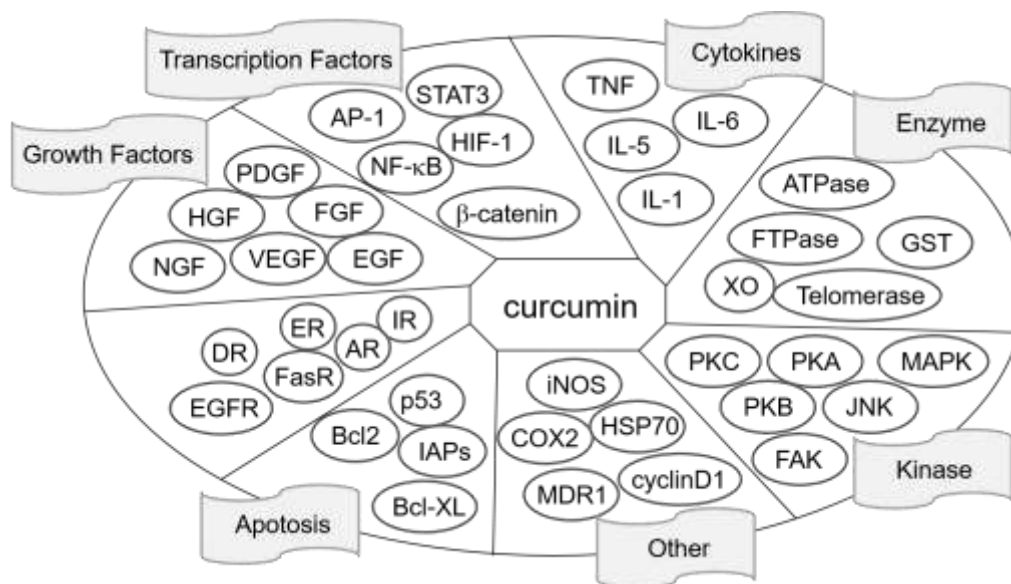 Transcription Factors
AP-1
STAT3
HIF-1
NF-κB
β-catenin
Cytokines
TNF
IL-6
IL-5
IL-1
Enzyme
ATPase
FTPase
GST
XO
Telomerase
Growth Factors
PDGF
HGF
FGF
NGF
VEGF
EGF
curcumin
DR
ER
IR
AR
FasR
EGFR
Apotosis
p53
Bcl2
IAPs
Bcl-XL
iNOS
COX2
HSP70
MDR1
cyclinD1
Other
PKC
PKA
MAPK
PKB
JNK
FAK
Kinase